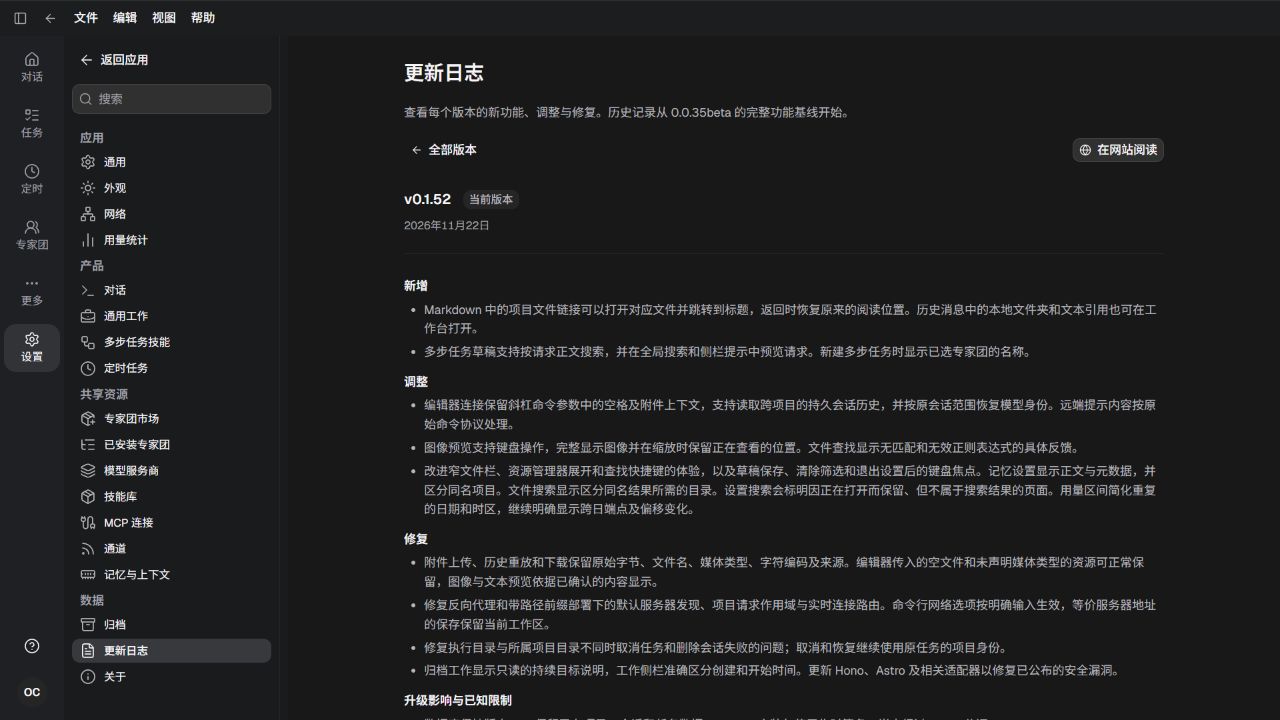 文件 编辑 视图 帮助
对话
任务
定时
专家团
更多
设置
OC
返回应用
搜索
应用
通用
外观
网络
用量统计
产品
对话
通用工作
多步任务技能
定时任务
共享资源
专家团市场
已安装专家团
模型服务商
技能库
MCP 连接
通道
记忆与上下文
数据
归档
更新日志
关于
更新日志
查看每个版本的新功能、调整与修复。历史记录从 0.0.35beta 的完整功能基线开始。
全部版本
在网站阅读
v0.1.52 当前版本
2026年11月22日
新增
Markdown 中的项目文件链接可以打开对应文件并跳转到标题，返回时恢复原来的阅读位置。历史消息中的本地文件夹和文本引用也可在工
作台打开。
多步任务草稿支持按请求正文搜索，并在全局搜索和侧栏提示中预览请求。新建多步任务时显示已选专家团的名称。
调整
编辑器连接保留斜杠命令参数中的空格及附件上下文，支持读取跨项目的持久会话历史，并按原会话范围恢复模型身份。远端提示内容按原
始命令协议处理。
图像预览支持键盘操作，完整显示图像并在缩放时保留正在查看的位置。文件查找显示无匹配和无效正则表达式的具体反馈。
改进窄文件栏、资源管理器展开和查找快捷键的体验，以及草稿保存、清除筛选和退出设置后的键盘焦点。记忆设置显示正文与元数据，并
区分同名项目。文件搜索显示区分同名结果所需的目录。设置搜索会标明因正在打开而保留、但不属于搜索结果的页面。用量区间简化重复
的日期和时区，继续明确显示跨日端点及偏移变化。
修复
附件上传、历史重放和下载保留原始字节、文件名、媒体类型、字符编码及来源。编辑器传入的空文件和未声明媒体类型的资源可正常保
留，图像与文本预览依据已确认的内容显示。
修复反向代理和带路径前缀部署下的默认服务器发现、项目请求作用域与实时连接路由。命令行网络选项按明确输入生效，等价服务器地址
的保存保留当前工作区。
修复执行目录与所属项目目录不同时取消任务和删除会话失败的问题；取消和恢复继续使用原任务的项目身份。
归档工作显示只读的持续目标说明，工作侧栏准确区分创建和开始时间。更新 Hono、Astro 及相关适配器以修复已公布的安全漏洞。
升级影响与已知限制